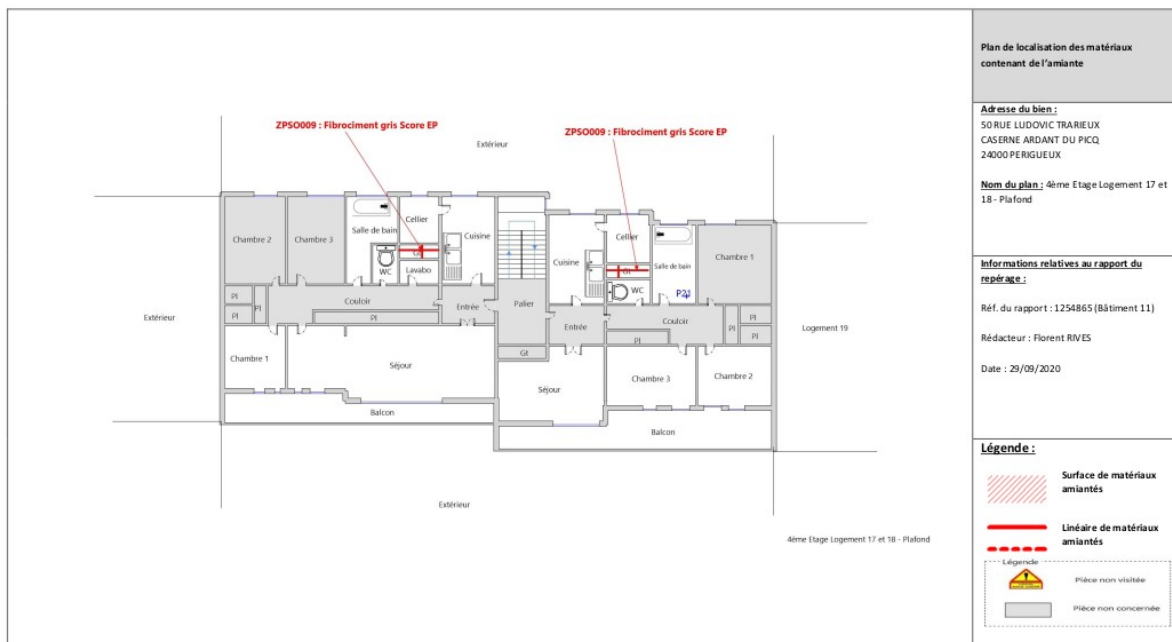 Plan de localisation des matériaux
contenant de l'amiante
Adresse du bien :
50 RUE LUDOVIC TRARIEUX
CASERNE ARDANT DU PICQ
24000 PERIGUEUX
Nom du plan : 4ème Etage Logement 17 et
18 - Plafond
Informations relatives au rapport du
repérage :
Réf. du rapport : 1254865 (Bâtiment 11)
Rédacteur : Florent RIVES
Date : 29/09/2020
Légende :
Surface de matériaux
amiantés
Linéaire de matériaux
amiantés
Légende
Pièce non visitée
Pièce non concernée
ZPSO009 : Fibrociment gris Score EP
ZPSO009 : Fibrociment gris Score EP
Extérieur
Chambre 2
Chambre 3
Salle de bain
Cellier
Gt
Lavabo
WC
Cuisine
Pl
Pl
Pl
Couloir
Pl
Entrée
Palier
Gt
Chambre 1
Séjour
Balcon
Extérieur
Cuisine
Cellier
Gt
WC
Salle de bain
P21
Chambre 1
Entrée
Couloir
Pl
Pl
Pl
Pl
Séjour
Chambre 3
Chambre 2
Balcon
Logement 19
Extérieur
4ème Etage Logement 17 et 18 - Plafond